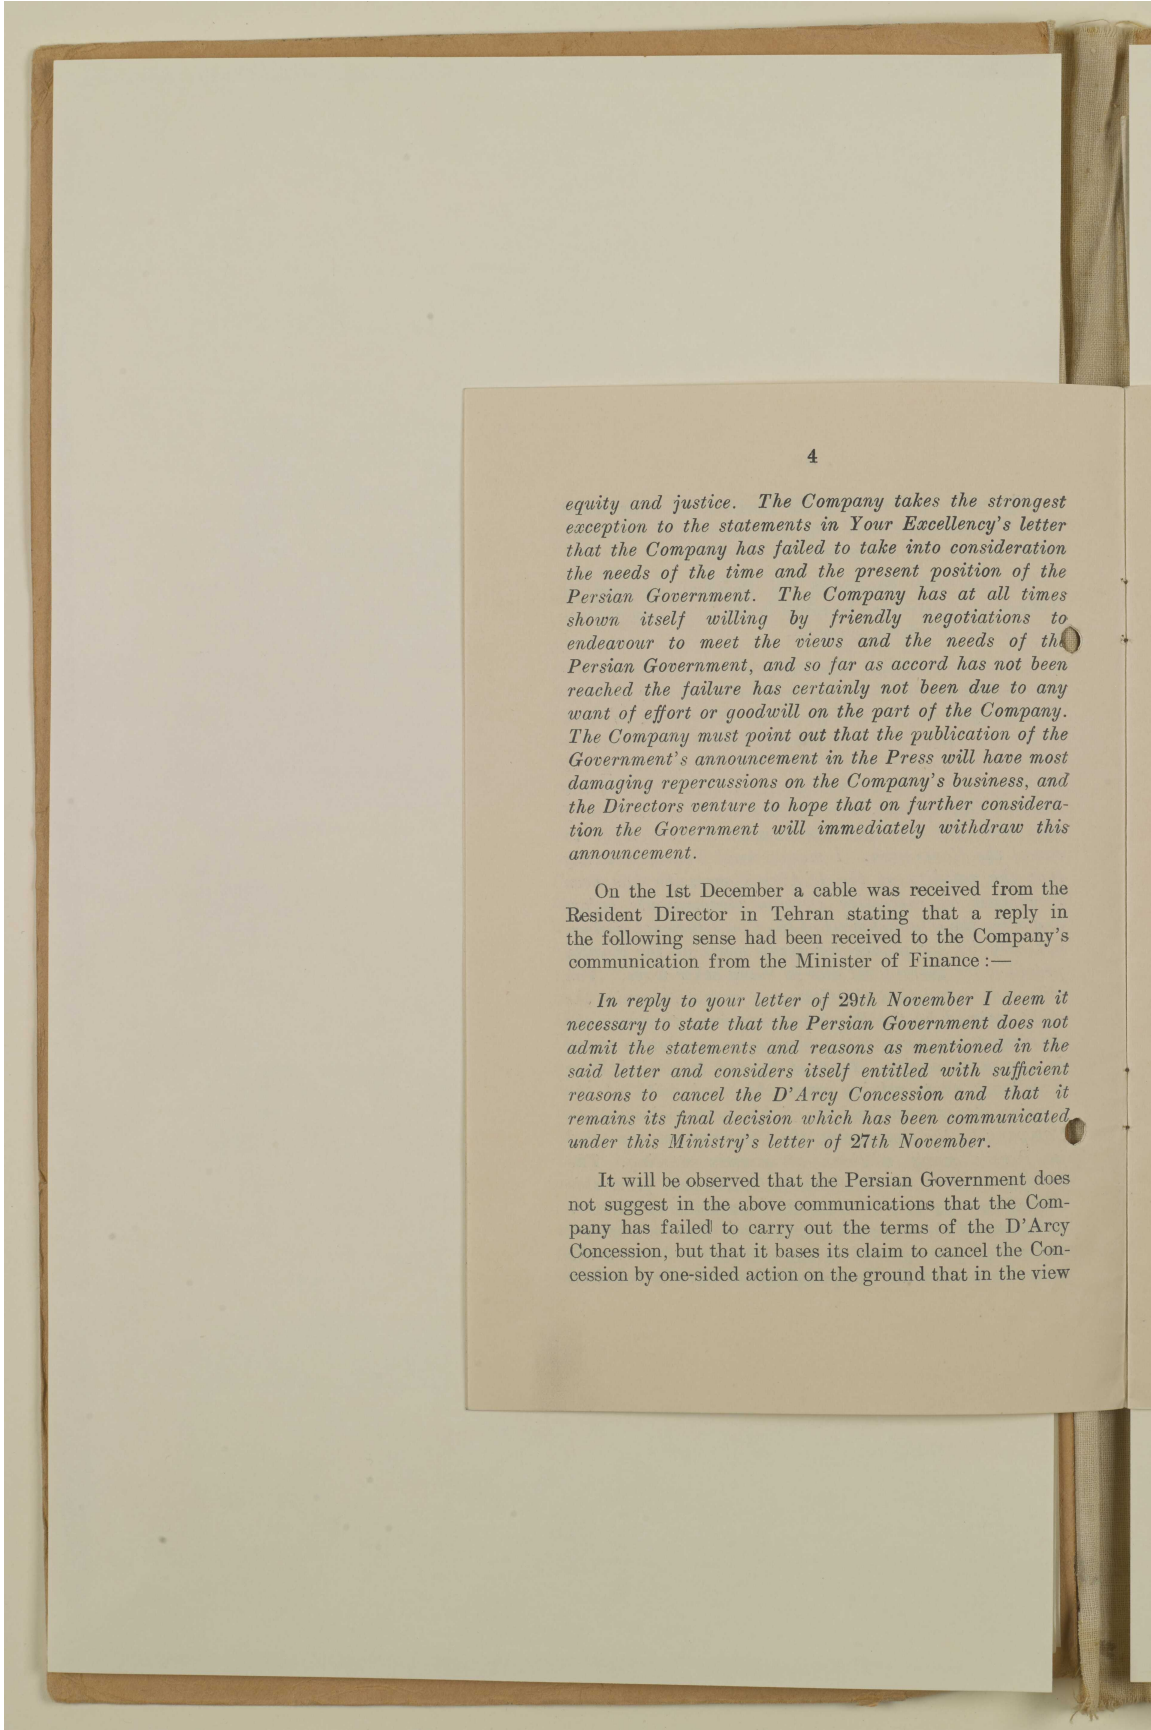 4
equity and justice. The Company takes the strongest
exception to the statements in Your Excellency's letter
that the Company has failed to take into consideration
the needs of the time and the present position of the
Persian Government. The Company has at all times
shown itself willing by friendly negotiations to
endeavour to meet the views and the needs of the
Persian Government, and so far as accord has not been
reached the failure has certainly not been due to any
want of effort or goodwill on the part of the Company.
The Company must point out that the publication of the
Government's announcement in the Press will have most
damaging repercussions on the Company's business, and
the Directors venture to hope that on further considera-
tion the Government will immediately withdraw this
announcement.
On the 1st December a cable was received from the
Resident Director in Tehran stating that a reply in
the following sense had been received to the Company's
communication from the Minister of Finance :—
In reply to your letter of 29th November I deem it
necessary to state that the Persian Government does not
admit the statements and reasons as mentioned in the
said letter and considers itself entitled with sufficient
reasons to cancel the D'Arcy Concession and that it
remains its final decision which has been communicated
under this Ministry's letter of 27th November.
It will be observed that the Persian Government does
not suggest in the above communications that the Com-
pany has failed to carry out the terms of the D'Arcy
Concession, but that it bases its claim to cancel the Con-
cession by one-sided action on the ground that in the view